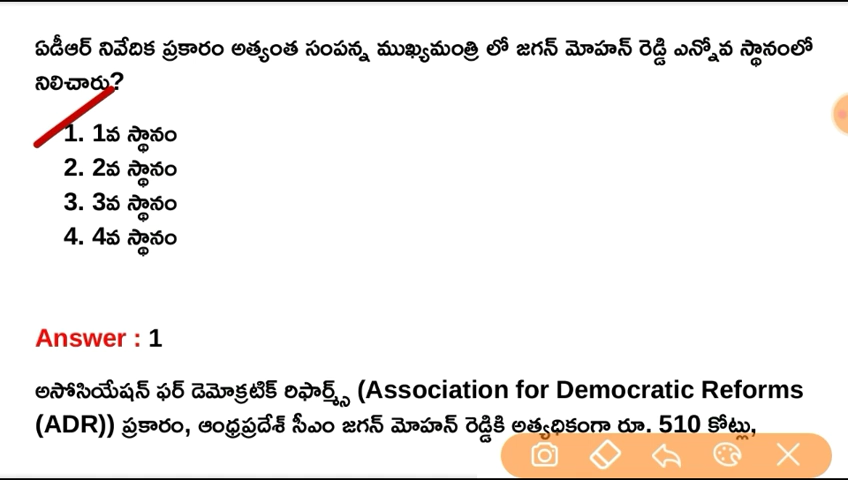 ఏడీఆర్ నివేదిక ప్రకారం అత్యంత సంపన్న ముఖ్యమంత్రి లో జగన్ మోహన్ రెడ్డి ఎన్నోవ స్థానంలో
నిలిచారు?
1. 1వ స్థానం
2. 2వ స్థానం
3. 3వ స్థానం
4. 4వ స్థానం
Answer : 1
అసోసియేషన్ ఫర్ డెమోక్రటిక్ రిఫార్మ్స్ (Association for Democratic Reforms
(ADR)) ప్రకారం, ఆంధ్రప్రదేశ్ సీఎం జగన్ మోహన్ రెడ్డికి అత్యధికంగా రూ. 510 కోట్లు,